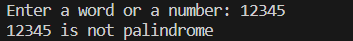 Enter a word or a number: 12345
12345 is not palindrome